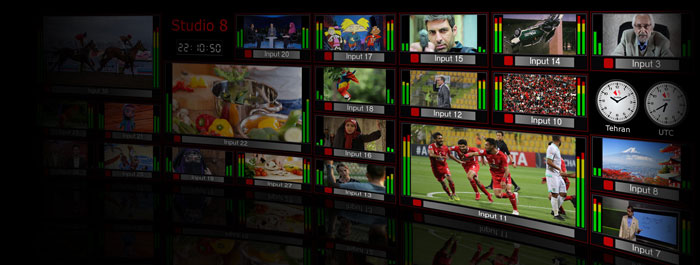 Studio 8
22:10:50
Input 20
Input 17
Input 15
Input 14
Input 3
Input 18
Input 12
Input 10
Tehran
UTC
Input 22
Input 16
Input 27
Input 13
Input 11
Input 8
Input 7